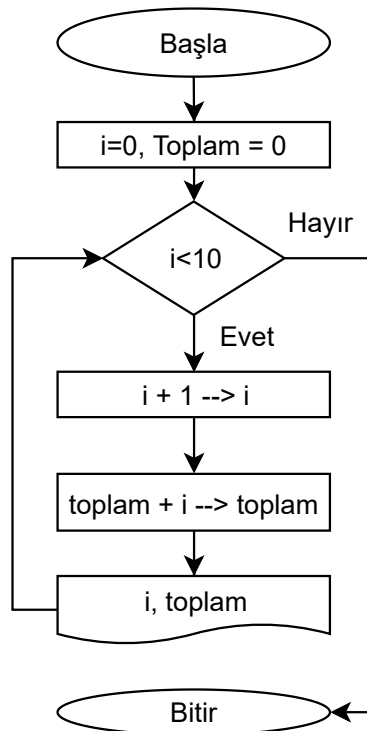 Başla
i=0, Toplam = 0
i<10
Hayır
Evet
i + 1 --> i
toplam + i --> toplam
i, toplam
Bitir